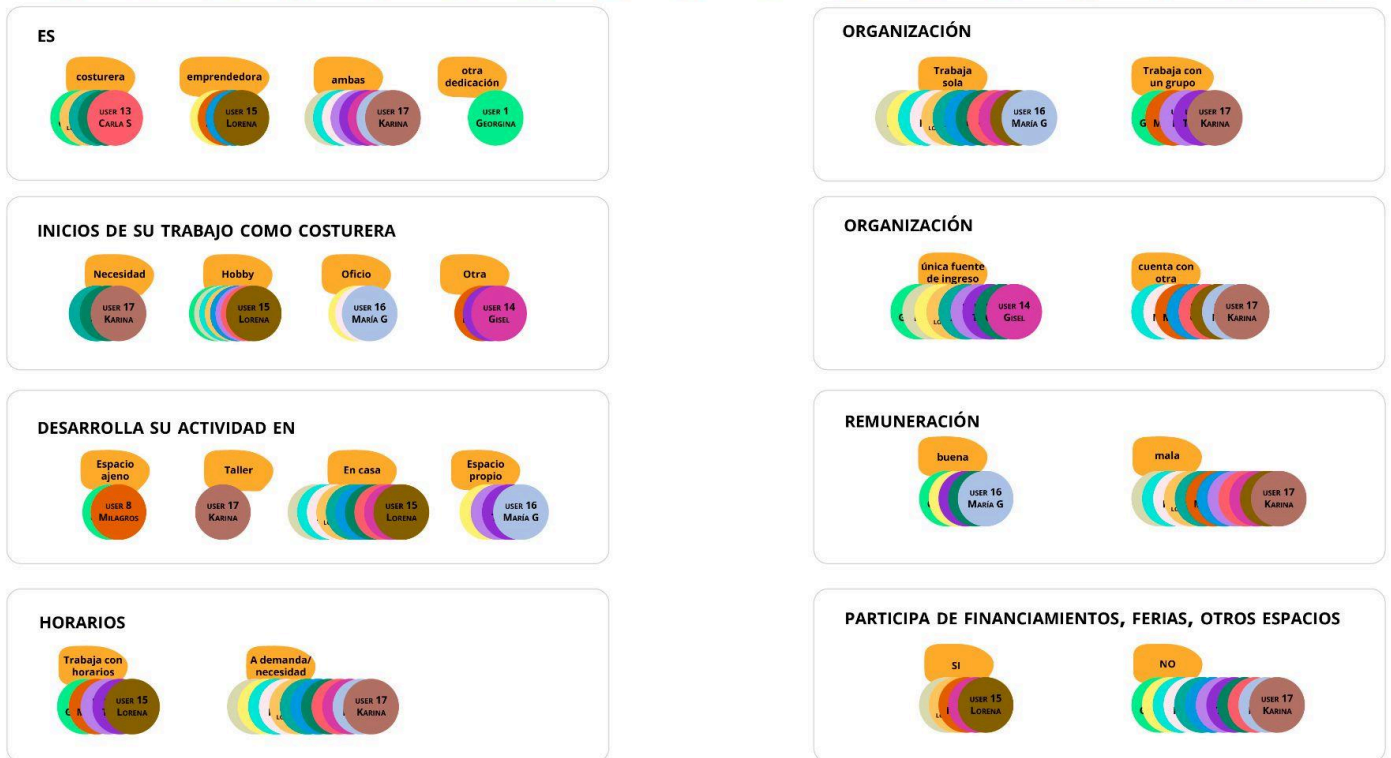 ES
costurera
emprendedora
ambas
otra
dedicación
USER 13
CARLA S
USER 15
LORENA
USER 17
KARINA
USER 1
GEORGINA
INICIOS DE SU TRABAJO COMO COSTURERA
Necesidad
Hobby
Oficio
Otra
USER 17
KARINA
USER 15
LORENA
USER 16
MARÍA G
USER 14
GISEL
DESARROLLA SU ACTIVIDAD EN
Espacio
ajeno
Taller
En casa
Espacio
propio
USER 8
MILAGROS
USER 17
KARINA
USER 15
LORENA
USER 16
MARÍA G
HORARIOS
Trabaja con
horarios
A demanda/
necesidad
USER 15
LORENA
USER 17
KARINA
ORGANIZACIÓN
Trabaja
sola
Trabaja con
un grupo
USER 16
MARÍA G
USER 17
KARINA
ORGANIZACIÓN
única fuente
de ingreso
cuenta con
otra
USER 14
GISEL
USER 17
KARINA
REMUNERACIÓN
buena
mala
USER 16
MARÍA G
USER 17
KARINA
PARTICIPA DE FINANCIAMIENTOS, FERIAS, OTROS ESPACIOS
SI
NO
USER 15
LORENA
USER 17
KARINA